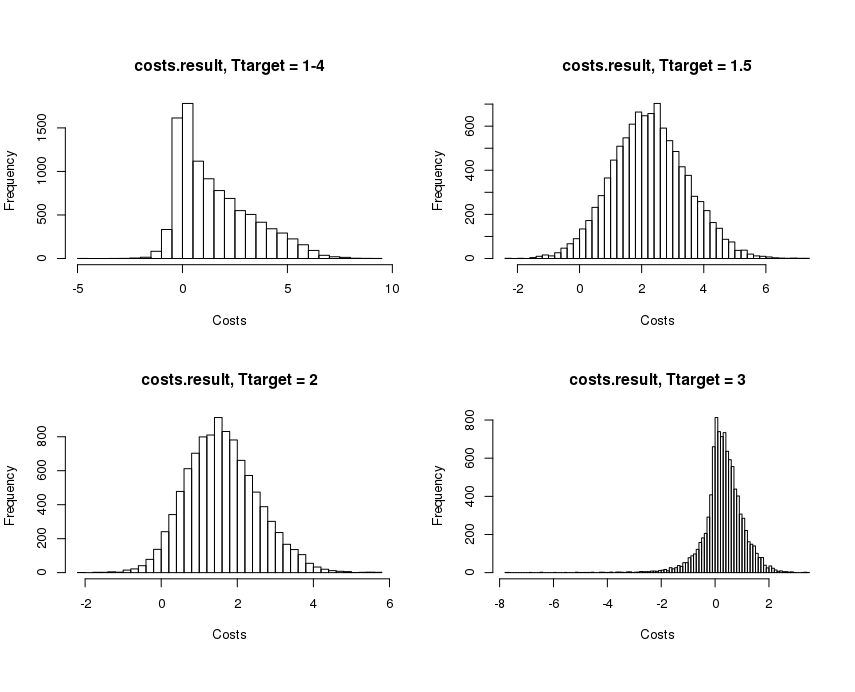 costs.result, Ttarget = 1-4
Frequency
1500
1000
500
0
-5 0 5 10
Costs
costs.result, Ttarget = 1.5
Frequency
600
400
200
0
-2 0 2 4 6
Costs
costs.result, Ttarget = 2
Frequency
800
600
400
200
0
-2 0 2 4 6
Costs
costs.result, Ttarget = 3
Frequency
800
600
400
200
0
-8 -6 -4 -2 0 2
Costs